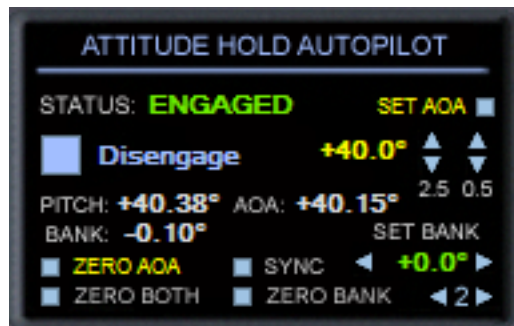 ATTITUDE HOLD AUTOPILOT
STATUS: ENGAGED SET AOA
Disengage +40.0°
2.5 0.5
PITCH: +40.38° AOA: +40.15°
BANK: -0.10° SET BANK
ZERO AOA SYNC +0.0°
ZERO BOTH ZERO BANK 2